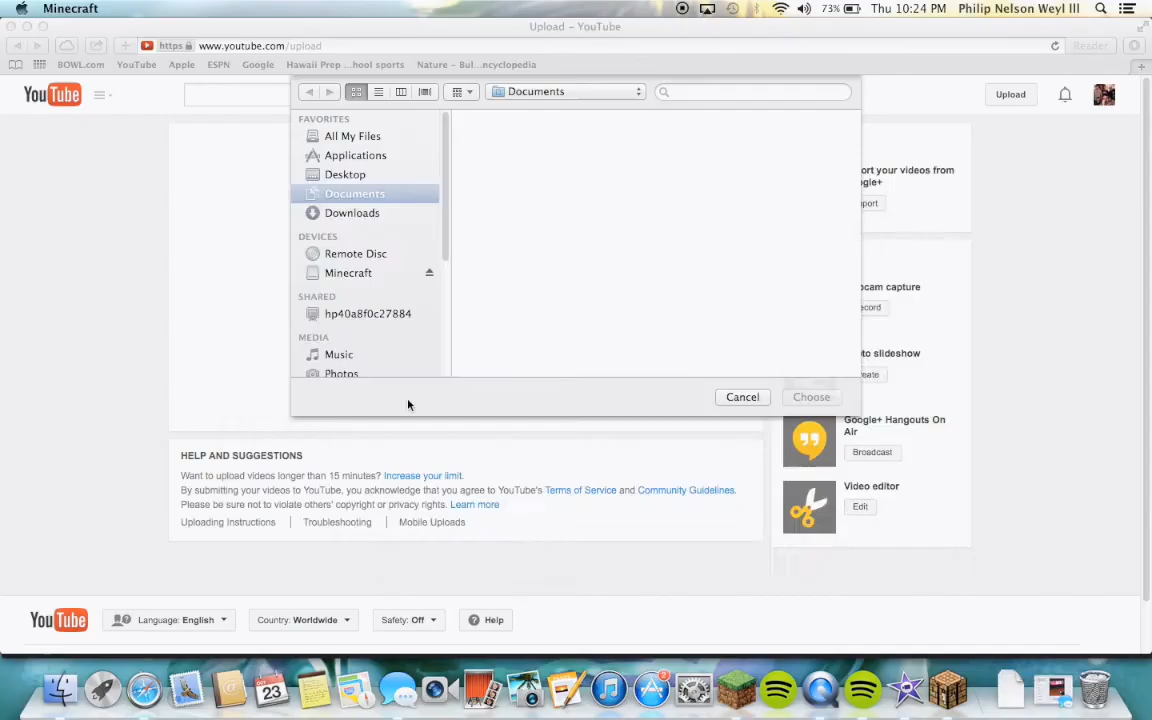 Minecraft
73% Thu 10:24 PM Philip Nelson Weyl III
Upload – YouTube
https www.youtube.com/upload Reader
BOWL.com YouTube Apple ESPN Google Hawaii Prep ...hool sports Nature – Bul...ncyclopedia
YouTube Upload
Documents
FAVORITES
All My Files
Applications
Desktop
Documents
Downloads
DEVICES
Remote Disc
Minecraft
SHARED
hp40a8f0c27884
MEDIA
Music
Photos
Cancel Choose
ort your videos from
gle+
port
bcam capture
ecord
oto slideshow
eate
Google+ Hangouts On
Air
Broadcast
Video editor
Edit
HELP AND SUGGESTIONS
Want to upload videos longer than 15 minutes? Increase your limit.
By submitting your videos to YouTube, you acknowledge that you agree to YouTube's Terms of Service and Community Guidelines.
Please be sure not to violate others' copyright or privacy rights. Learn more
Uploading Instructions Troubleshooting Mobile Uploads
YouTube Language: English Country: Worldwide Safety: Off Help
23